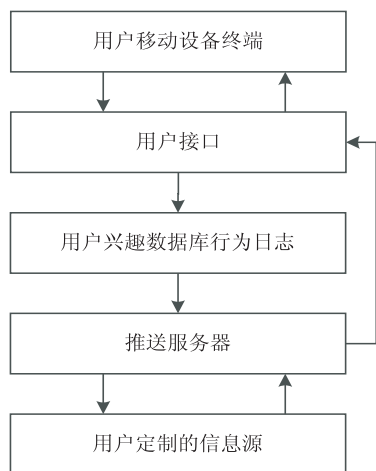 用户移动设备终端
用户接口
用户兴趣数据库行为日志
推送服务器
用户定制的信息源